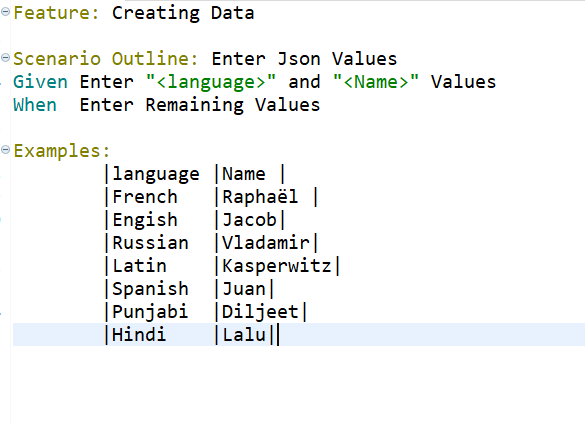 Feature: Creating Data
Scenario Outline: Enter Json Values
Given Enter "<language>" and "<Name>" Values
When  Enter Remaining Values
Examples:
|language |Name |
|French   |Raphaël |
|Engish   |Jacob|
|Russian  |Vladamir|
|Latin    |Kasperwitz|
|Spanish  |Juan|
|Punjabi  |Diljeet|
|Hindi    |Lalu|